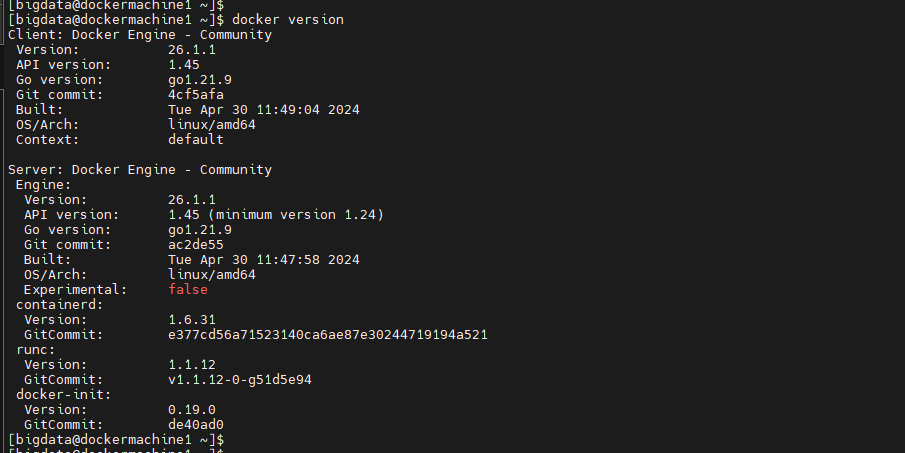 [bigdata@dockermachine1 ~]$
[bigdata@dockermachine1 ~]$ docker version
Client: Docker Engine - Community
 Version:           26.1.1
 API version:       1.45
 Go version:        go1.21.9
 Git commit:        4cf5afa
 Built:             Tue Apr 30 11:49:04 2024
 OS/Arch:           linux/amd64
 Context:           default

Server: Docker Engine - Community
 Engine:
  Version:          26.1.1
  API version:      1.45 (minimum version 1.24)
  Go version:       go1.21.9
  Git commit:       ac2de55
  Built:            Tue Apr 30 11:47:58 2024
  OS/Arch:          linux/amd64
  Experimental:     false
 containerd:
  Version:          1.6.31
  GitCommit:        e377cd56a71523140ca6ae87e30244719194a521
 runc:
  Version:          1.1.12
  GitCommit:        v1.1.12-0-g51d5e94
 docker-init:
  Version:          0.19.0
  GitCommit:        de40ad0
[bigdata@dockermachine1 ~]$
[bigdata@dockermachine1 ~]$